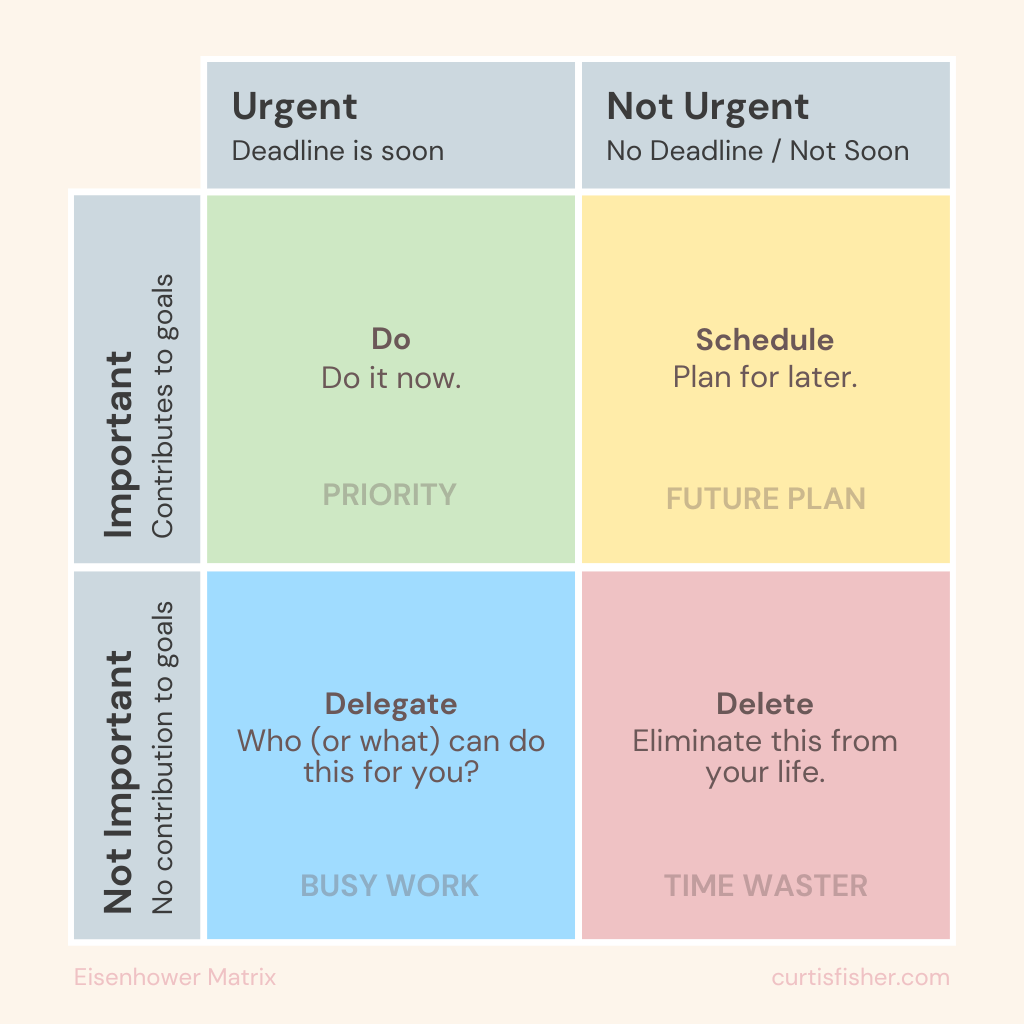 Urgent
Deadline is soon
Not Urgent
No Deadline / Not Soon
Important
Contributes to goals
Do
Do it now.
PRIORITY
Schedule
Plan for later.
FUTURE PLAN
Not Important
No contribution to goals
Delegate
Who (or what) can do
this for you?
BUSY WORK
Delete
Eliminate this from
your life.
TIME WASTER
Eisenhower Matrix
curtisfisher.com